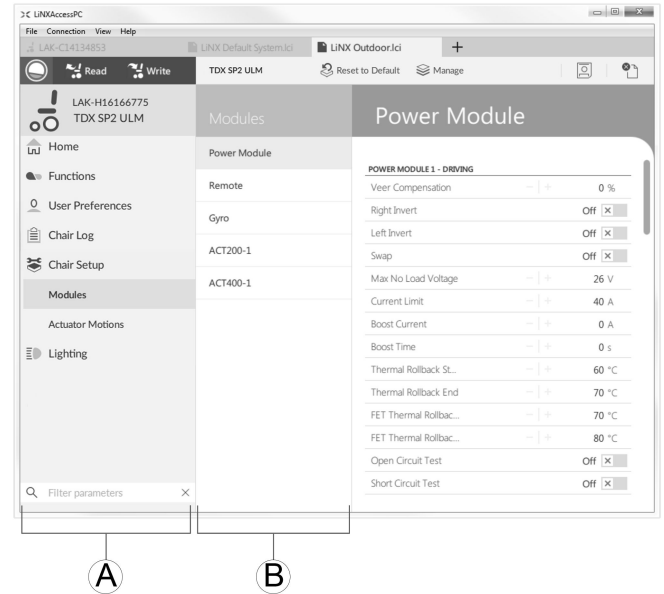 LiNXAccessPC
File Connection View Help
LAK-C14134853
LiNX Default System.lci
LiNX Outdoor.lci
+
Read
Write
TDX SP2 ULM
Reset to Default
Manage
LAK-H16166775
TDX SP2 ULM
Home
Functions
User Preferences
Chair Log
Chair Setup
Modules
Actuator Motions
Lighting
Filter parameters
Modules
Power Module
Remote
Gyro
ACT200-1
ACT400-1
Power Module
POWER MODULE 1 - DRIVING
Veer Compensation − + 0 %
Right Invert Off
Left Invert Off
Swap Off
Max No Load Voltage − + 26 V
Current Limit − + 40 A
Boost Current − + 0 A
Boost Time − + 0 s
Thermal Rollback St... − + 60 °C
Thermal Rollback End − + 70 °C
FET Thermal Rollbac... − + 70 °C
FET Thermal Rollbac... − + 80 °C
Open Circuit Test Off
Short Circuit Test Off
A
B